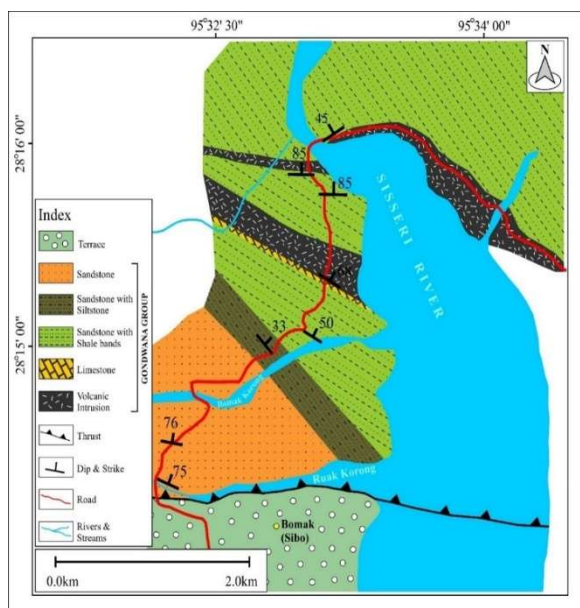 95°32' 30"
95°34' 00"
N
28°16' 00"
28°15' 00"
45
85
85
50
33
76
75
SISSERI RIVER
Bomak Korong
Ruak Korong
Bomak
(Sibo)
Index
Terrace
Sandstone
Sandstone with
Siltstone
Sandstone with
Shale bands
Limestone
Volcanic
Intrusion
GONDWANA GROUP
Thrust
Dip & Strike
Road
Rivers &
Streams
0.0km
2.0km